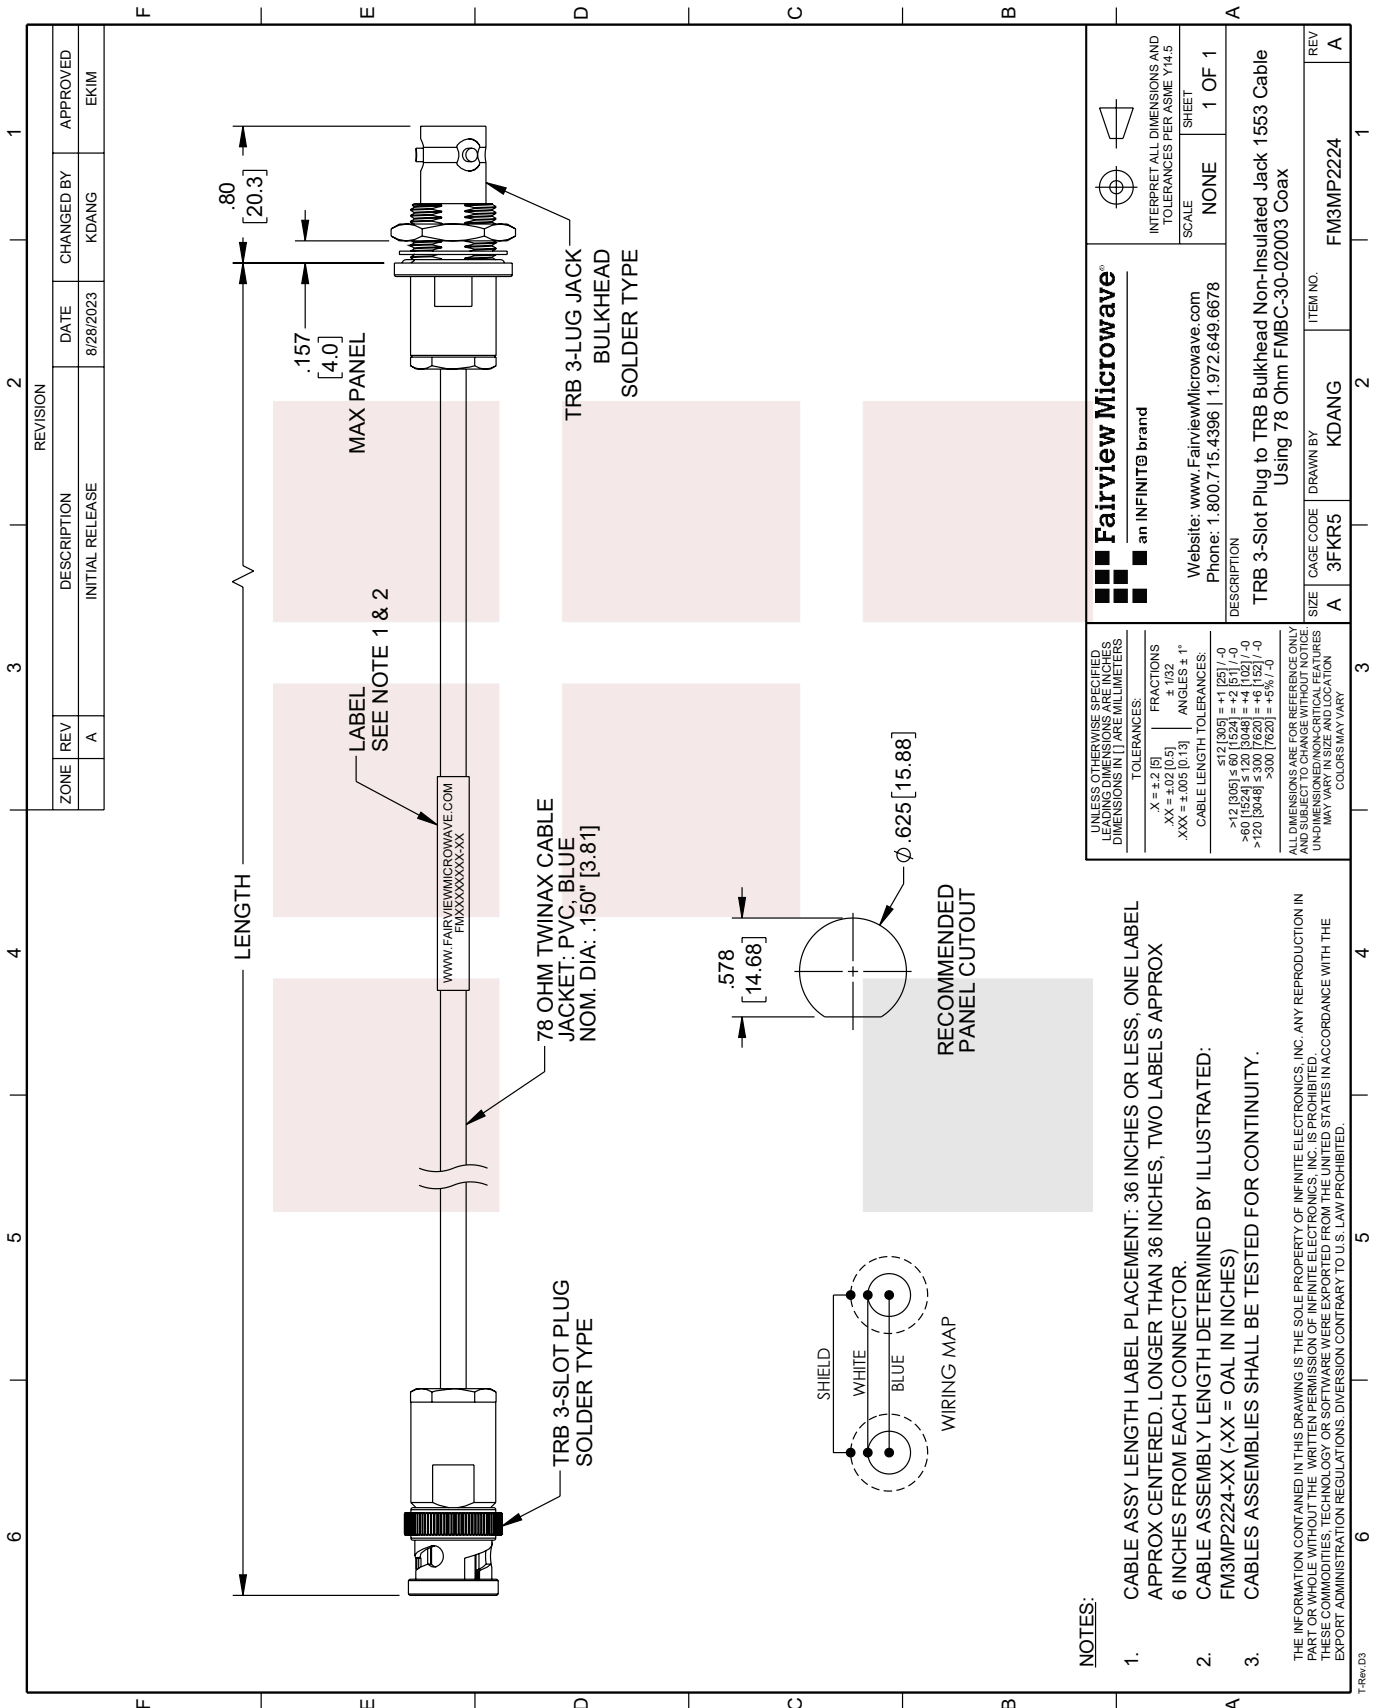 REVISION
ZONE REV DESCRIPTION DATE CHANGED BY APPROVED
A INITIAL RELEASE 8/28/2023 KDANG EKIM
6 5 4 3 2 1
F
E
D
C
B
A
LENGTH
.80
[20.3]
.157
[4.0]
MAX PANEL
LABEL
SEE NOTE 1 & 2
WWW.FAIRVIEWMICROWAVE.COM
FMXXXXXXXXX-XX
TRB 3-SLOT PLUG
SOLDER TYPE
78 OHM TWINAX CABLE
JACKET: PVC, BLUE
NOM. DIA: .150" [3.81]
TRB 3-LUG JACK
BULKHEAD
SOLDER TYPE
SHIELD
WHITE
BLUE
WIRING MAP
.578
[14.68]
Ø.625 [15.88]
RECOMMENDED
PANEL CUTOUT
NOTES:
1. CABLE ASSY LENGTH LABEL PLACEMENT: 36 INCHES OR LESS, ONE LABEL
APPROX CENTERED. LONGER THAN 36 INCHES, TWO LABELS APPROX
6 INCHES FROM EACH CONNECTOR.
2. CABLE ASSEMBLY LENGTH DETERMINED BY ILLUSTRATED:
FM3MP2224-XX (-XX = OAL IN INCHES)
3. CABLES ASSEMBLIES SHALL BE TESTED FOR CONTINUITY.
THE INFORMATION CONTAINED IN THIS DRAWING IS THE SOLE PROPERTY OF INFINITE ELECTRONICS, INC. ANY REPRODUCTION IN
PART OR WHOLE WITHOUT THE WRITTEN PERMISSION OF INFINITE ELECTRONICS, INC. IS PROHIBITED.
THESE COMMODITIES, TECHNOLOGY OR SOFTWARE WERE EXPORTED FROM THE UNITED STATES IN ACCORDANCE WITH THE
EXPORT ADMINISTRATION REGULATIONS. DIVERSION CONTRARY TO U.S. LAW PROHIBITED.
UNLESS OTHERWISE SPECIFIED
LEADING DIMENSIONS ARE INCHES
DIMENSIONS IN [ ] ARE MILLIMETERS
TOLERANCES:
.X = ±.2 [5] FRACTIONS
.XX = ±.02 [0.5] ± 1/32
.XXX = ±.005 [0.13] ANGLES ± 1°
CABLE LENGTH TOLERANCES:
≤12 [305] = +1 [25] / -0
>12 [305] ≤ 60 [1524] = +2 [51] / -0
>60 [1524] ≤ 120 [3048] = +4 [102] / -0
>120 [3048] ≤ 300 [7620] = +6 [152] / -0
>300 [7620] = +5% / -0
ALL DIMENSIONS ARE FOR REFERENCE ONLY
AND SUBJECT TO CHANGE WITHOUT NOTICE.
UN-DIMENSIONED/NON-CRITICAL FEATURES
MAY VARY IN SIZE AND LOCATION
COLORS MAY VARY
Fairview Microwave®
an INFINIT® brand
Website: www.FairviewMicrowave.com
Phone: 1.800.715.4396 | 1.972.649.6678
INTERPRET ALL DIMENSIONS AND
TOLERANCES PER ASME Y14.5
SCALE SHEET
NONE 1 OF 1
DESCRIPTION
TRB 3-Slot Plug to TRB Bulkhead Non-Insulated Jack 1553 Cable
Using 78 Ohm FMBC-30-02003 Coax
SIZE CAGE CODE DRAWN BY ITEM NO. REV
A 3FKR5 KDANG FM3MP2224 A
F
E
D
C
B
A
6 5 4 3 2 1
T-Rev.D3